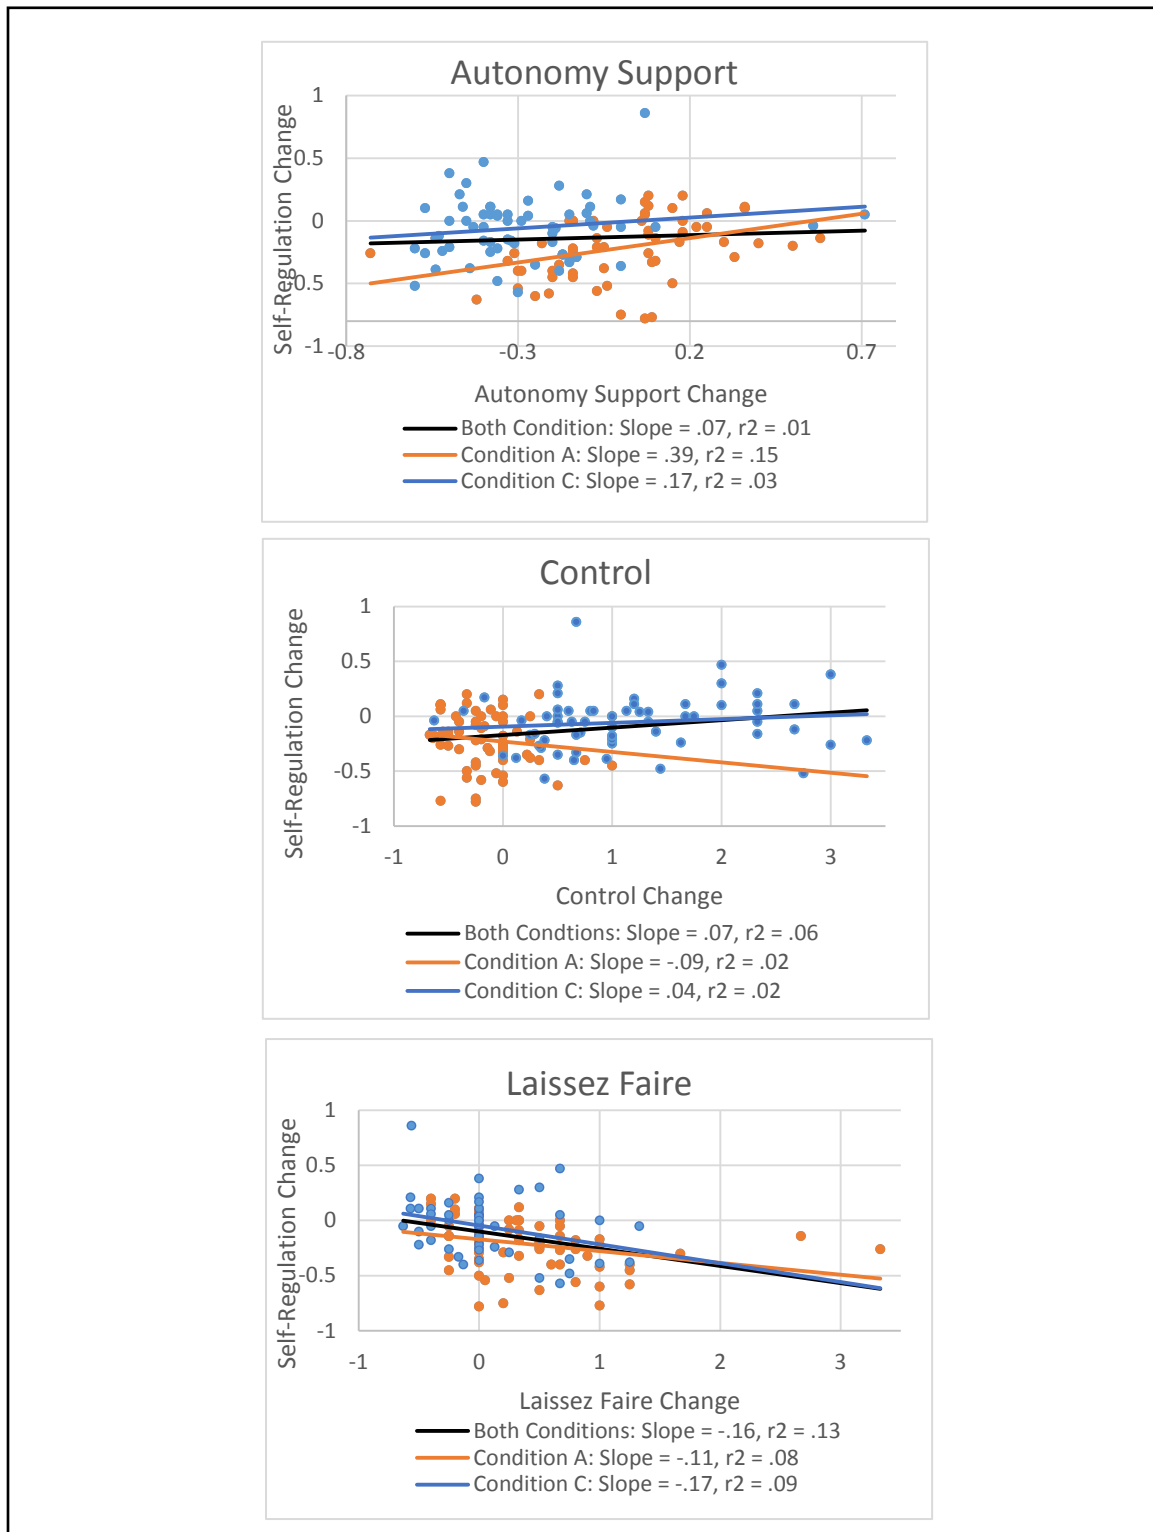 Autonomy Support
1
0.5
0
-0.5
-1
Self-Regulation Change
-0.8
-0.3
0.2
0.7
Autonomy Support Change
Both Condition: Slope = .07, r2 = .01
Condition A: Slope = .39, r2 = .15
Condition C: Slope = .17, r2 = .03
Control
1
0.5
0
-0.5
-1
Self-Regulation Change
-1
0
1
2
3
Control Change
Both Condtions: Slope = .07, r2 = .06
Condition A: Slope = -.09, r2 = .02
Condition C: Slope = .04, r2 = .02
Laissez Faire
1
0.5
0
-0.5
-1
Self-Regulation Change
-1
0
1
2
3
Laissez Faire Change
Both Conditions: Slope = -.16, r2 = .13
Condition A: Slope = -.11, r2 = .08
Condition C: Slope = -.17, r2 = .09